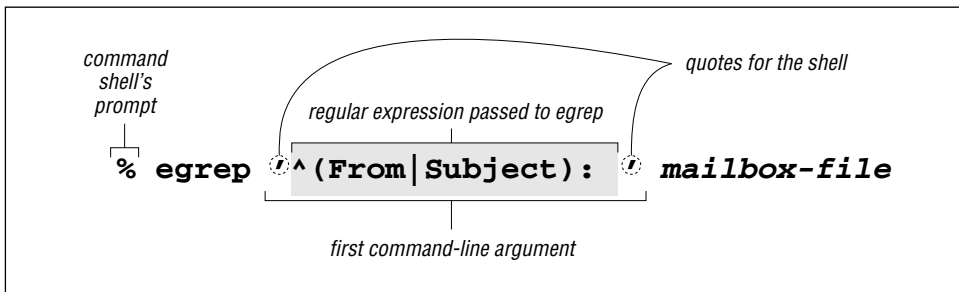 command
shell's
prompt
quotes for the shell
regular expression passed to egrep
% egrep '^(From|Subject): ' mailbox-file
first command-line argument